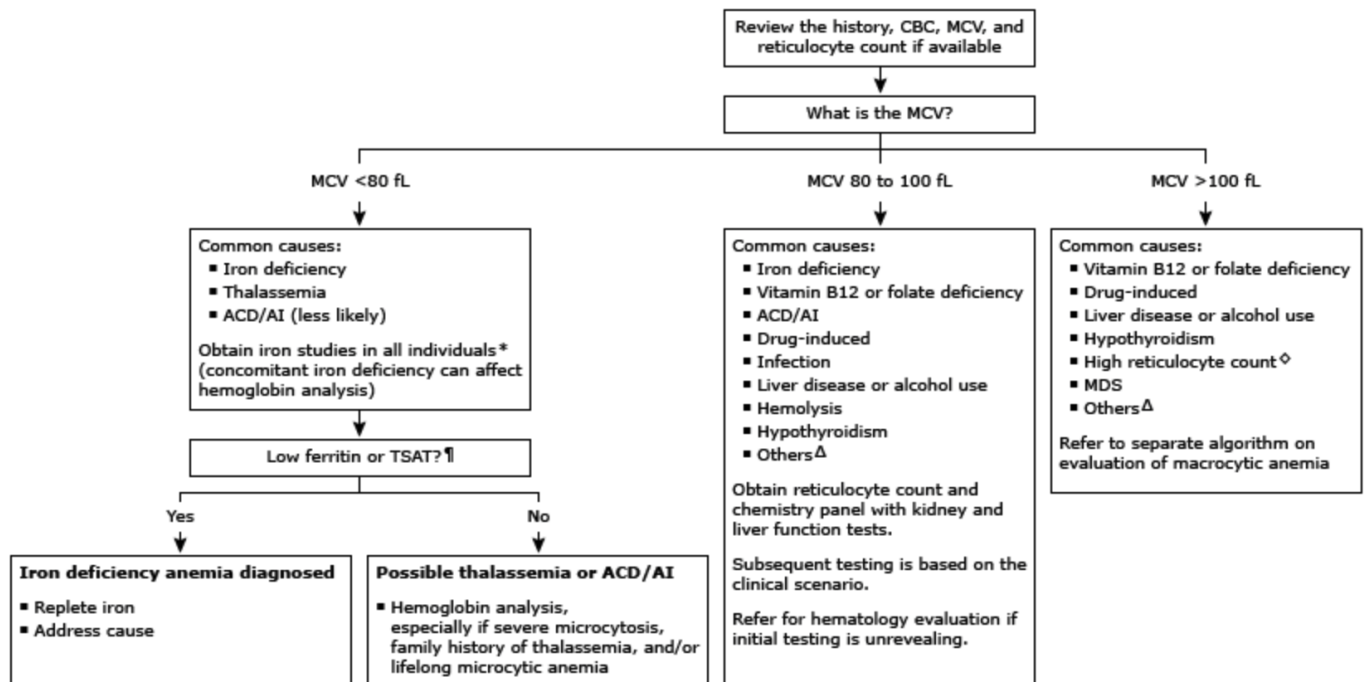 Review the history, CBC, MCV, and
reticulocyte count if available
What is the MCV?
MCV <80 fL
Common causes:
▪ Iron deficiency
▪ Thalassemia
▪ ACD/AI (less likely)
Obtain iron studies in all individuals*
(concomitant iron deficiency can affect
hemoglobin analysis)
Low ferritin or TSAT?¶
Yes
Iron deficiency anemia diagnosed
▪ Replete iron
▪ Address cause
No
Possible thalassemia or ACD/AI
▪ Hemoglobin analysis,
especially if severe microcytosis,
family history of thalassemia, and/or
lifelong microcytic anemia
MCV 80 to 100 fL
Common causes:
▪ Iron deficiency
▪ Vitamin B12 or folate deficiency
▪ ACD/AI
▪ Drug-induced
▪ Infection
▪ Liver disease or alcohol use
▪ Hemolysis
▪ Hypothyroidism
▪ OthersΔ
Obtain reticulocyte count and
chemistry panel with kidney and
liver function tests.
Subsequent testing is based on the
clinical scenario.
Refer for hematology evaluation if
initial testing is unrevealing.
MCV >100 fL
Common causes:
▪ Vitamin B12 or folate deficiency
▪ Drug-induced
▪ Liver disease or alcohol use
▪ Hypothyroidism
▪ High reticulocyte count◇
▪ MDS
▪ OthersΔ
Refer to separate algorithm on
evaluation of macrocytic anemia